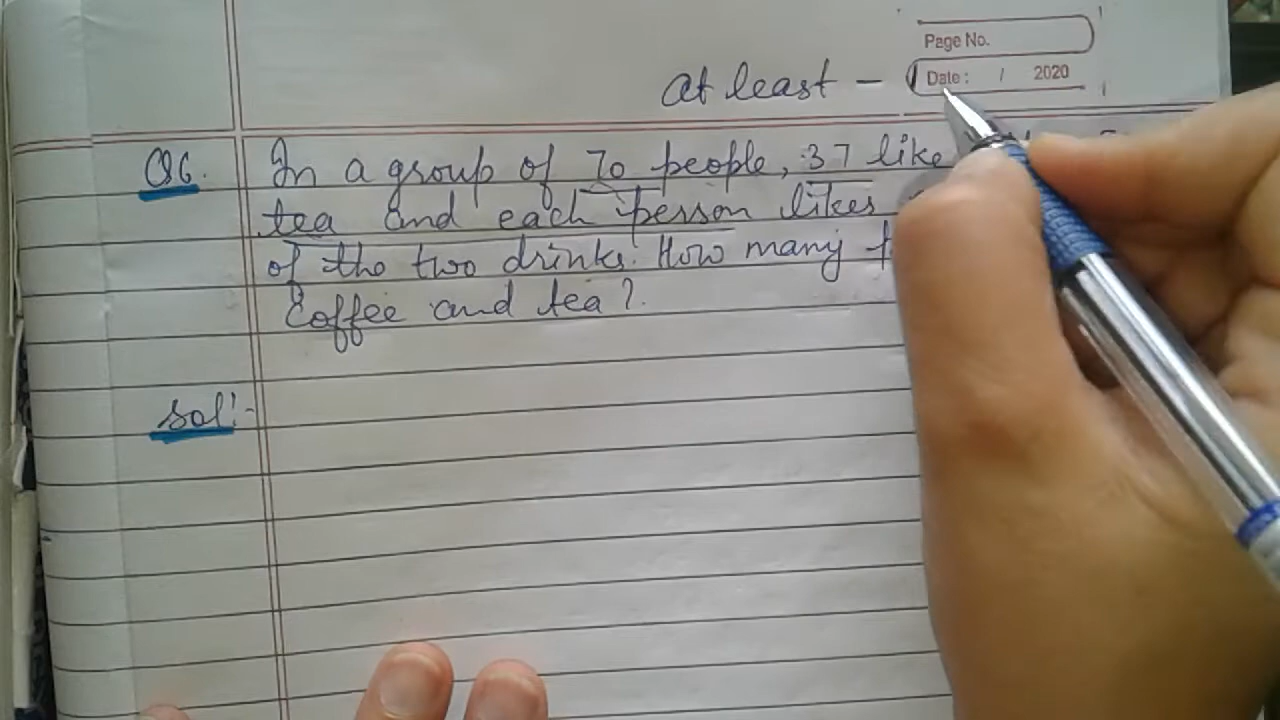 Page No.
Date: / 2020
at least -
Q6. In a group of 70 people, 37 like
tea and each person likes
of the two drinks. How many
Coffee and tea?
Sol:-